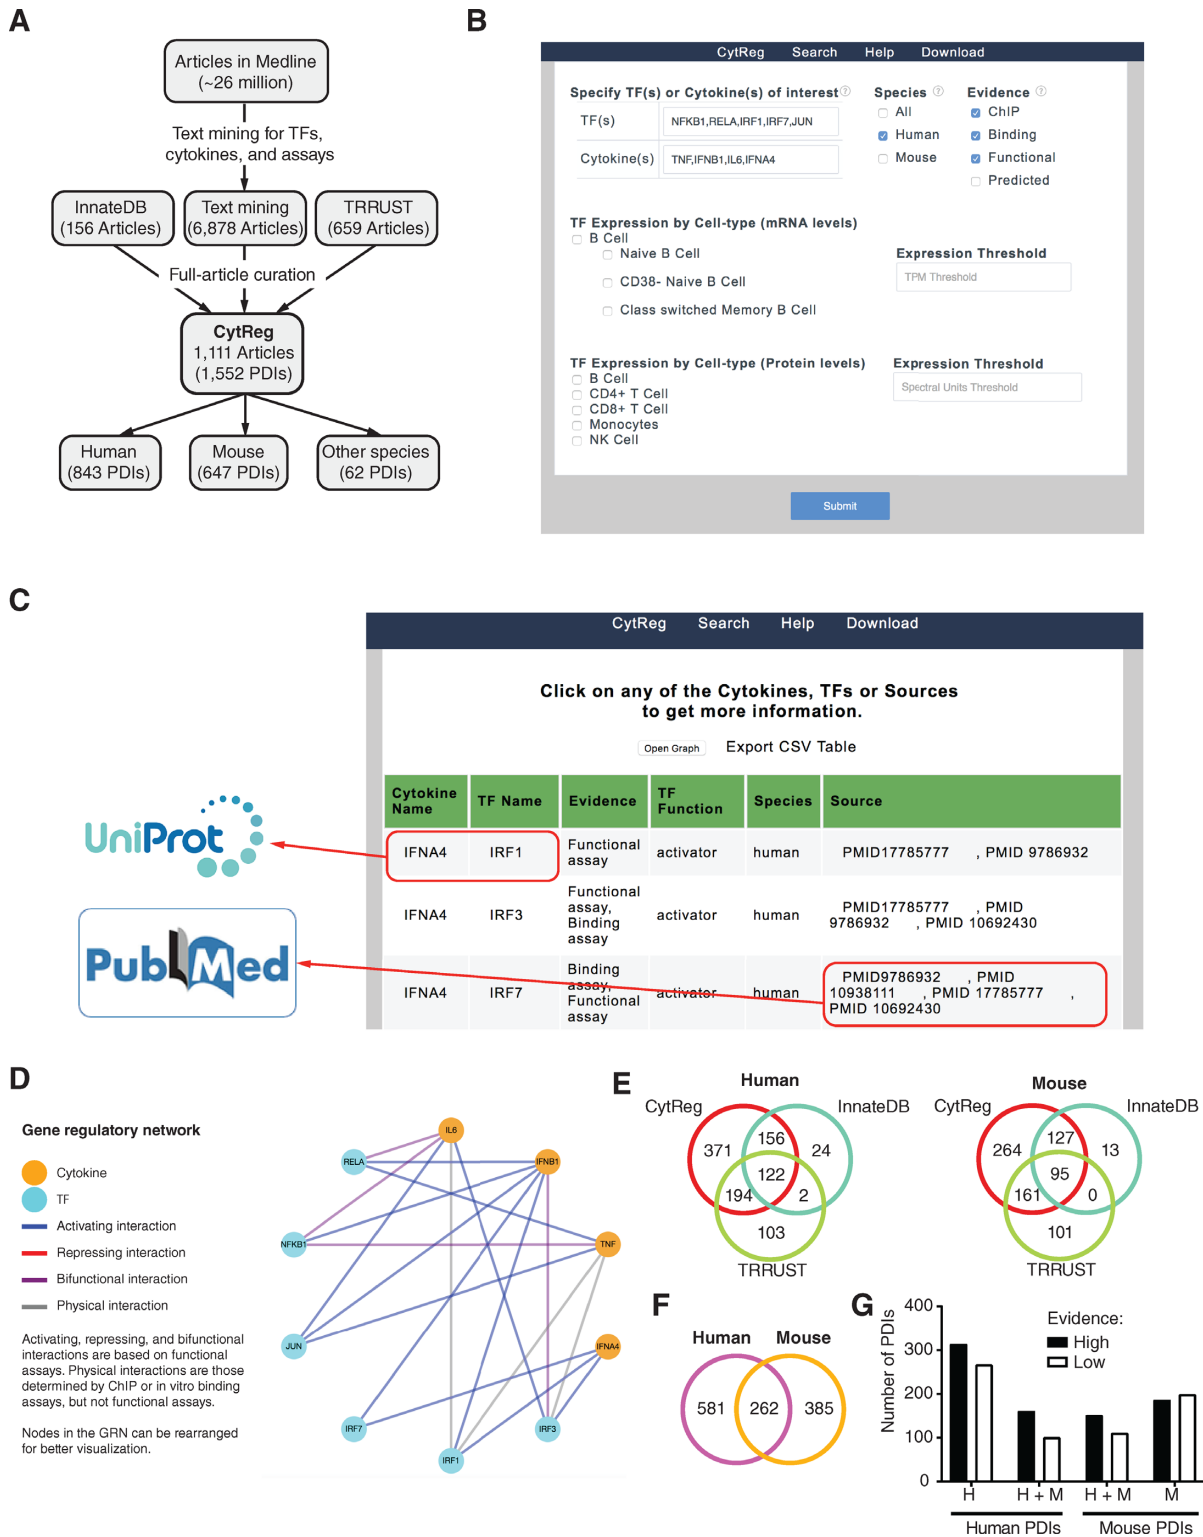 A
Articles in Medline
(~26 million)
Text mining for TFs,
cytokines, and assays
InnateDB
(156 Articles)
Text mining
(6,878 Articles)
TRRUST
(659 Articles)
Full-article curation
CytReg
1,111 Articles
(1,552 PDIs)
Human
(843 PDIs)
Mouse
(647 PDIs)
Other species
(62 PDIs)
B
CytReg Search Help Download
Specify TF(s) or Cytokine(s) of interest ?
TF(s) NFKB1,RELA,IRF1,IRF7,JUN
Cytokine(s) TNF,IFNB1,IL6,IFNA4
Species ?
All
Human
Mouse
Evidence ?
ChIP
Binding
Functional
Predicted
TF Expression by Cell-type (mRNA levels)
B Cell
Naive B Cell
CD38- Naive B Cell
Class switched Memory B Cell
Expression Threshold
TPM Threshold
TF Expression by Cell-type (Protein levels)
B Cell
CD4+ T Cell
CD8+ T Cell
Monocytes
NK Cell
Expression Threshold
Spectral Units Threshold
Submit
C
CytReg Search Help Download
Click on any of the Cytokines, TFs or Sources
to get more information.
Open Graph Export CSV Table
Cytokine
Name
TF Name
Evidence
TF
Function
Species
Source
IFNA4 IRF1
Functional
assay
activator human
PMID17785777 , PMID 9786932
IFNA4 IRF3
Functional
assay,
Binding
assay
activator human
PMID17785777 , PMID
9786932 , PMID 10692430
IFNA4 IRF7
Binding
assay,
Functional
assay
activator human
PMID9786932 , PMID
10938111 , PMID 17785777 ,
PMID 10692430
UniProt
PubMed
D
Gene regulatory network
Cytokine
TF
Activating interaction
Repressing interaction
Bifunctional interaction
Physical interaction
Activating, repressing, and bifunctional
interactions are based on functional
assays. Physical interactions are those
determined by ChIP or in vitro binding
assays, but not functional assays.
Nodes in the GRN can be rearranged
for better visualization.
IL6
RELA
IFNB1
NFKB1
TNF
JUN
IFNA4
IRF7
IRF3
IRF1
E
Human
CytReg InnateDB
371 156 24
122
194 2
103
TRRUST
Mouse
CytReg InnateDB
264 127 13
95
161 0
101
TRRUST
F
Human Mouse
581 262 385
G
Number of PDIs
400
300
200
100
0
Evidence:
High
Low
H H + M H + M M
Human PDIs Mouse PDIs